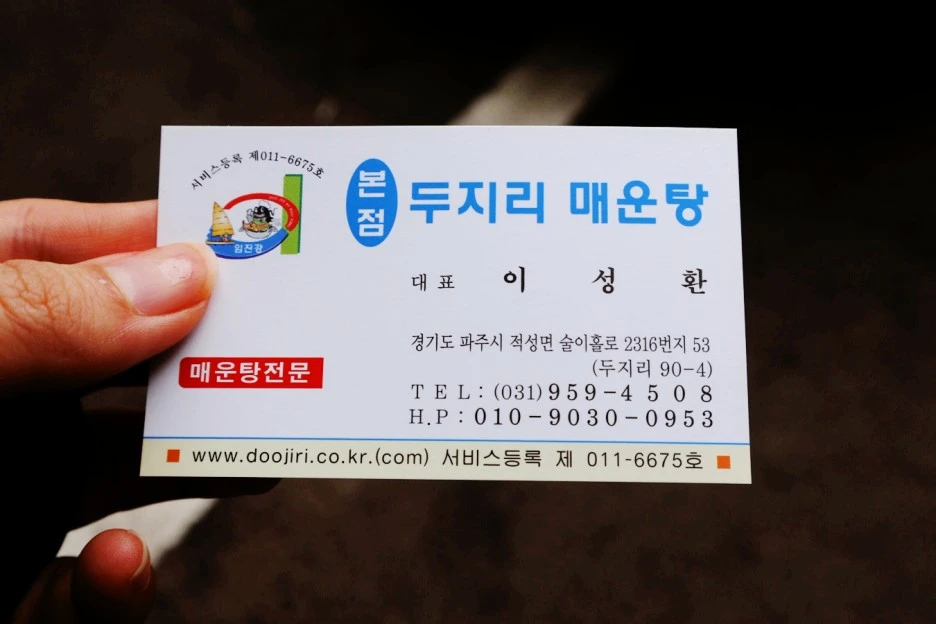 서비스등록 제011-6675호
임진강
본점 두지리 매운탕
대표 이 성 환
경기도 파주시 적성면 술이홀로 2316번지 53
(두지리 90-4)
매운탕전문
TEL : (031) 959-4508
H.P : 010-9030-0953
■ www.doojiri.co.kr.(com) 서비스등록 제 011-6675호 ■